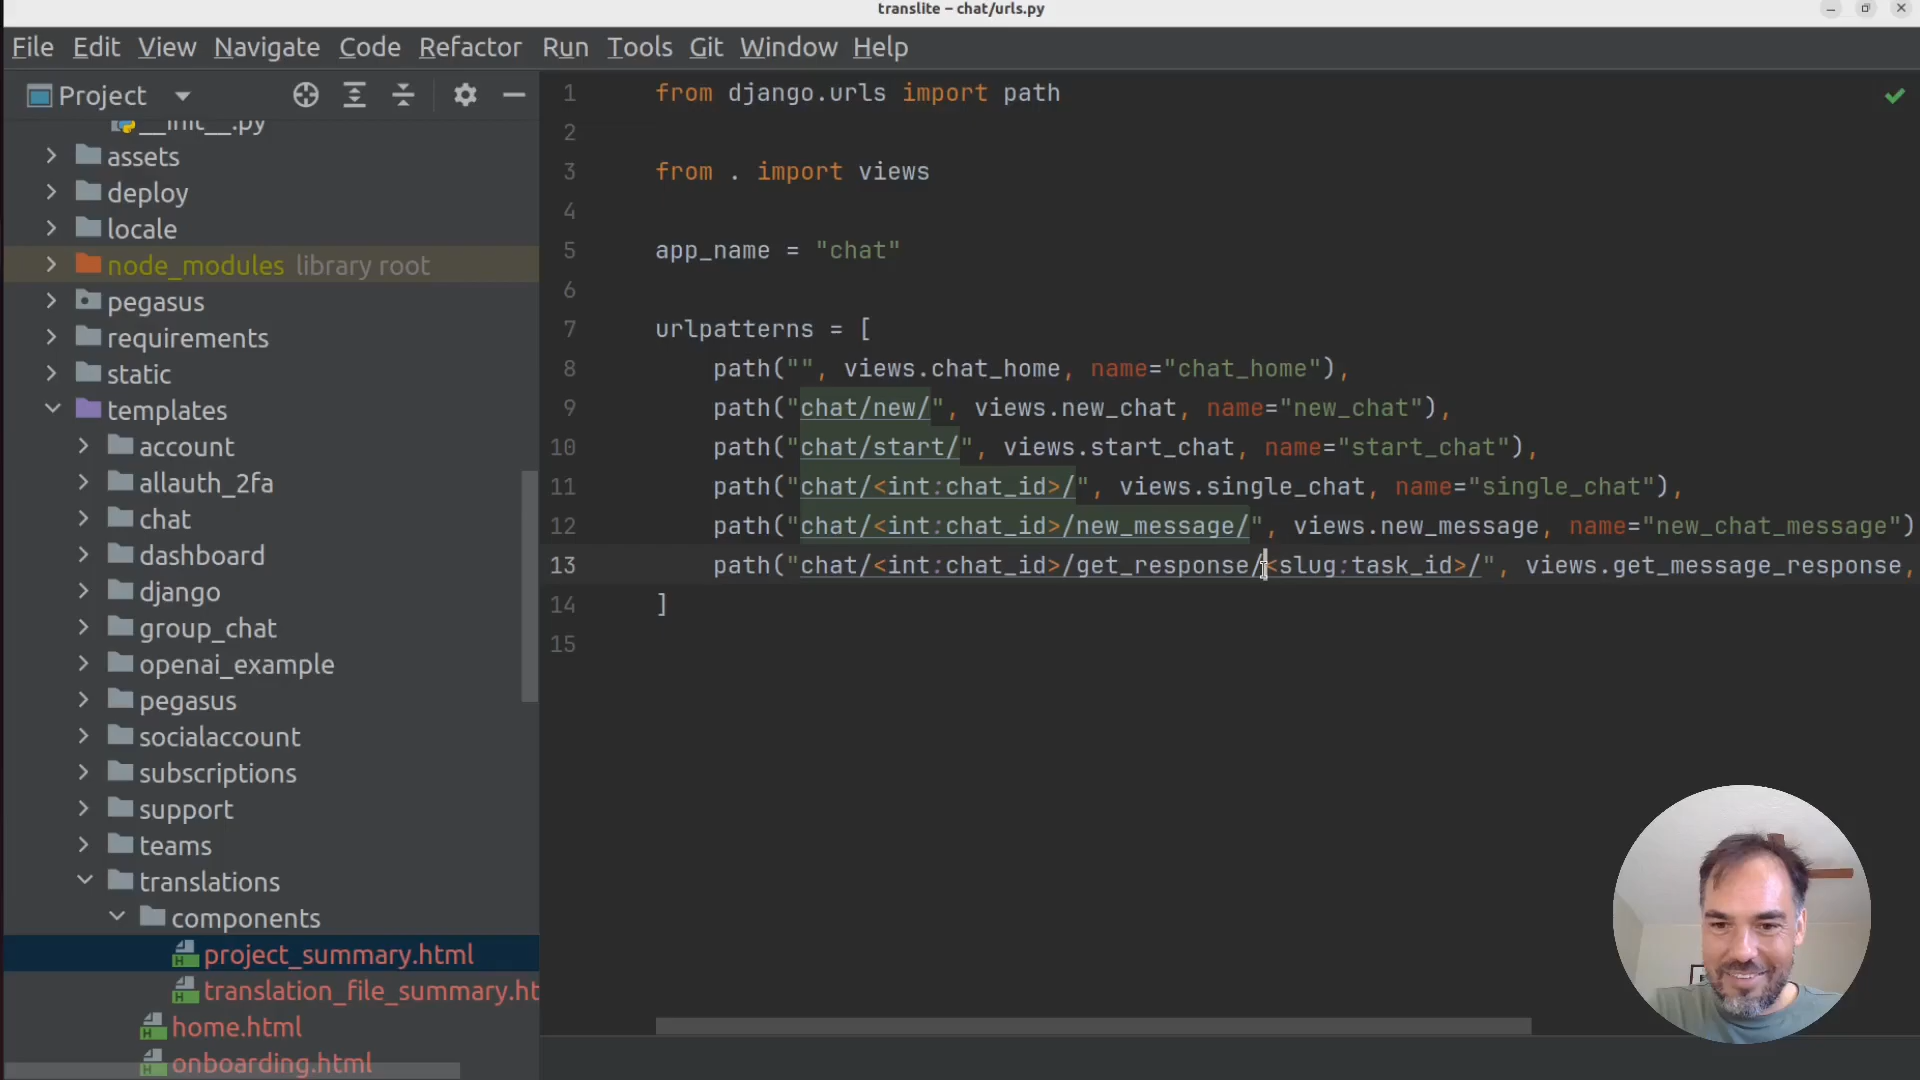 translite – chat/urls.py
File Edit View Navigate Code Refactor Run Tools Git Window Help
Project
__init__.py
assets
deploy
locale
node_modules library root
pegasus
requirements
static
templates
account
allauth_2fa
chat
dashboard
django
group_chat
openai_example
pegasus
socialaccount
subscriptions
support
teams
translations
components
project_summary.html
translation_file_summary.ht
home.html
onboarding.html
1 from django.urls import path
2
3 from . import views
4
5 app_name = "chat"
6
7 urlpatterns = [
8 path("", views.chat_home, name="chat_home"),
9 path("chat/new/", views.new_chat, name="new_chat"),
10 path("chat/start/", views.start_chat, name="start_chat"),
11 path("chat/<int:chat_id>/", views.single_chat, name="single_chat"),
12 path("chat/<int:chat_id>/new_message/", views.new_message, name="new_chat_message")
13 path("chat/<int:chat_id>/get_response/<slug:task_id>/", views.get_message_response,
14 ]
15